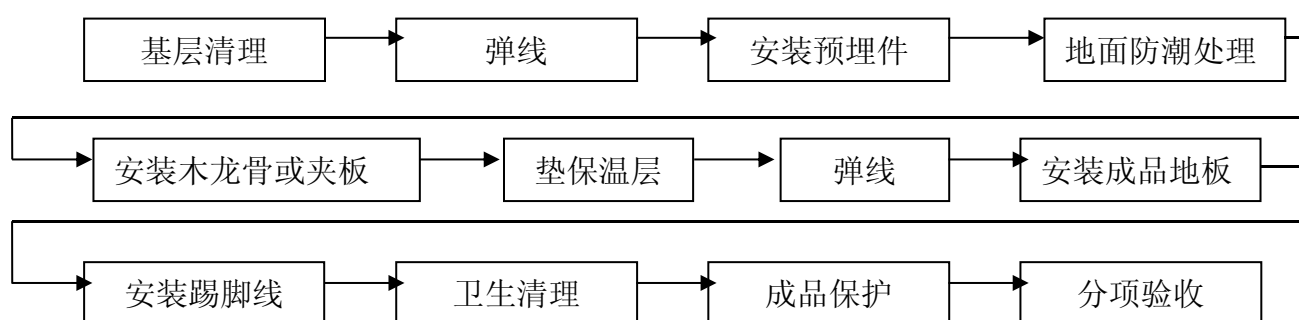 基层清理 弹线 安装预埋件 地面防潮处理
安装木龙骨或夹板 垫保温层 弹线 安装成品地板
安装踢脚线 卫生清理 成品保护 分项验收